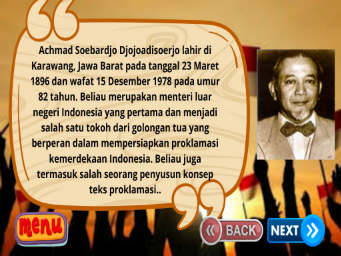 Achmad Soebardjo Djojoadisoerjo lahir di
Karawang, Jawa Barat pada tanggal 23 Maret
1896 dan wafat 15 Desember 1978 pada umur
82 tahun. Beliau merupakan menteri luar
negeri Indonesia yang pertama dan menjadi
salah satu tokoh dari golongan tua yang
berperan dalam mempersiapkan proklamasi
kemerdekaan Indonesia. Beliau juga
termasuk salah seorang penyusun konsep
teks proklamasi..
menu
BACK
NEXT